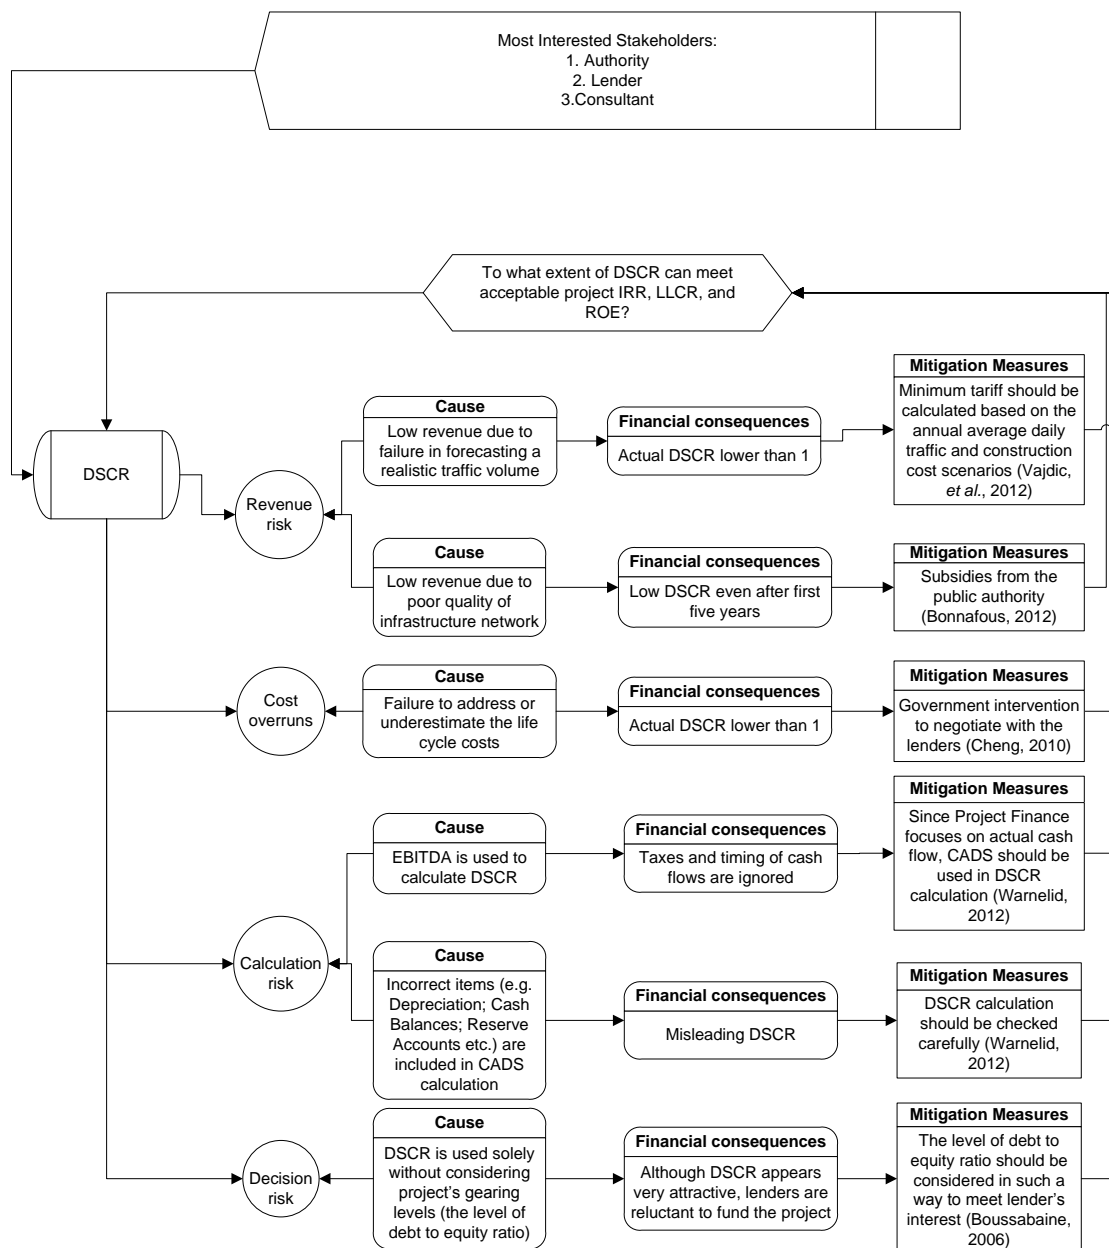 Most Interested Stakeholders:
1. Authority
2. Lender
3.Consultant
To what extent of DSCR can meet
acceptable project IRR, LLCR, and
ROE?
DSCR
Revenue
risk
Cause
Low revenue due to
failure in forecasting a
realistic traffic volume
Financial consequences
Actual DSCR lower than 1
Mitigation Measures
Minimum tariff should be
calculated based on the
annual average daily
traffic and construction
cost scenarios (Vajdic,
et al., 2012)
Cause
Low revenue due to
poor quality of
infrastructure network
Financial consequences
Low DSCR even after first
five years
Mitigation Measures
Subsidies from the
public authority
(Bonnafous, 2012)
Cost
overruns
Cause
Failure to address or
underestimate the life
cycle costs
Financial consequences
Actual DSCR lower than 1
Mitigation Measures
Government intervention
to negotiate with the
lenders (Cheng, 2010)
Calculation
risk
Cause
EBITDA is used to
calculate DSCR
Financial consequences
Taxes and timing of cash
flows are ignored
Mitigation Measures
Since Project Finance
focuses on actual cash
flow, CADS should be
used in DSCR
calculation (Warnelid,
2012)
Cause
Incorrect items (e.g.
Depreciation; Cash
Balances; Reserve
Accounts etc.) are
included in CADS
calculation
Financial consequences
Misleading DSCR
Mitigation Measures
DSCR calculation
should be checked
carefully (Warnelid,
2012)
Decision
risk
Cause
DSCR is used solely
without considering
project's gearing
levels (the level of
debt to equity ratio)
Financial consequences
Although DSCR appears
very attractive, lenders are
reluctant to fund the project
Mitigation Measures
The level of debt to
equity ratio should be
considered in such a
way to meet lender's
interest (Boussabaine,
2006)